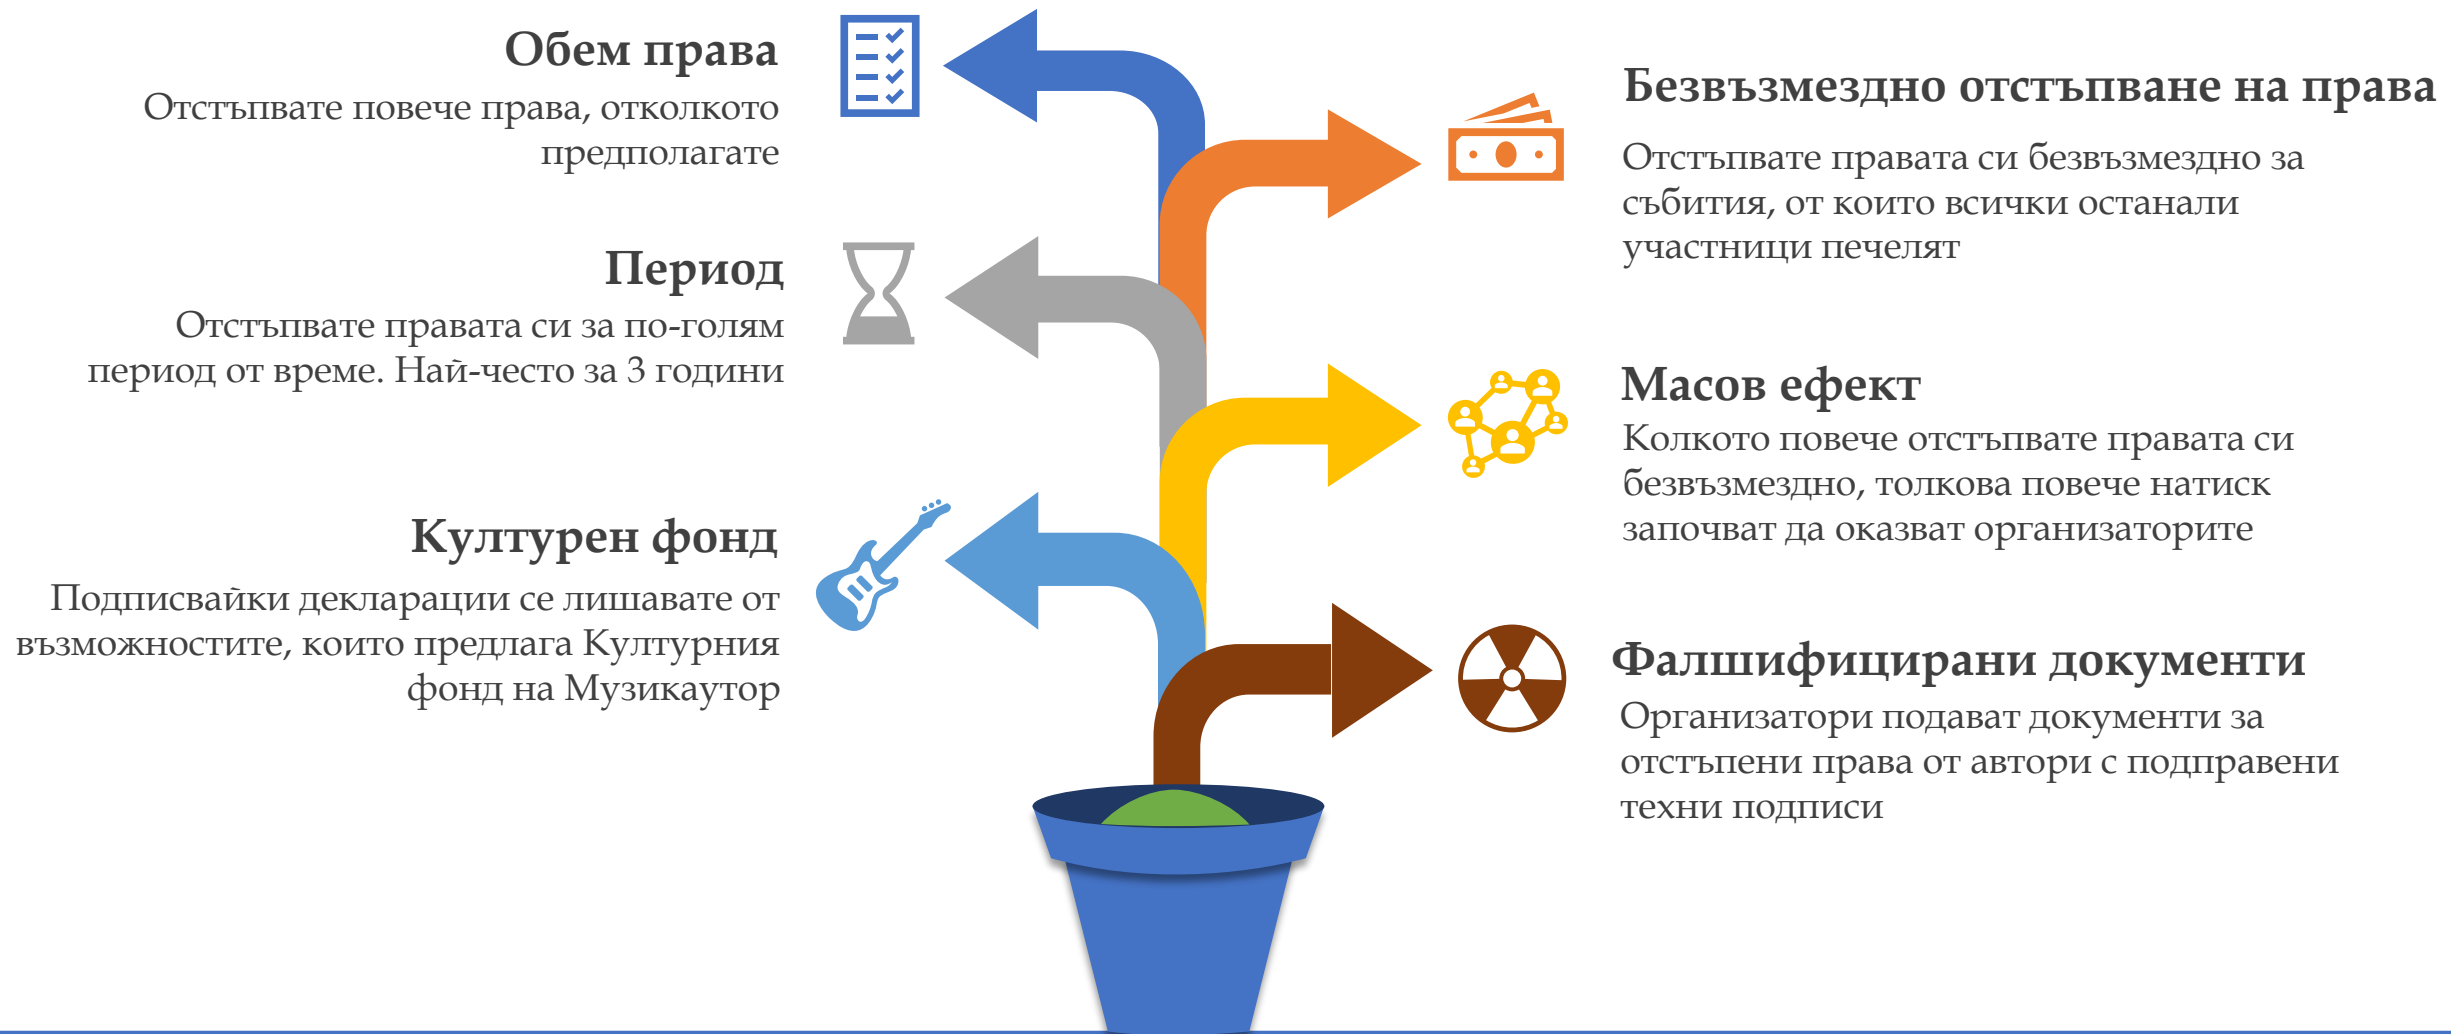 Обем права
Отстъпвате повече права, отколкото
предполагате
Период
Отстъпвате правата си за по-голям
период от време. Най-често за 3 години
Културен фонд
Подписвайки декларации се лишавате от
възможностите, които предлага Културния
фонд на Музикаутор
Безвъзмездно отстъпване на права
Отстъпвате правата си безвъзмездно за
събития, от които всички останали
участници печелят
Масов ефект
Колкото повече отстъпвате правата си
безвъзмездно, толкова повече натиск
започват да оказват организаторите
Фалшифицирани документи
Организатори подават документи за
отстъпени права от автори с подправени
техни подписи